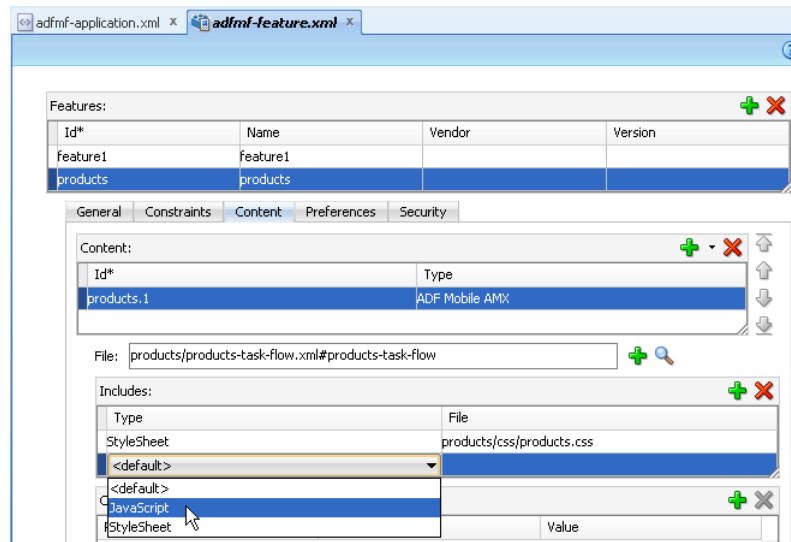 adfmf-application.xml x adfmf-feature.xml x
Features:
Id* Name Vendor Version
feature1 feature1
products products
General Constraints Content Preferences Security
Content:
Id* Type
products.1 ADF Mobile AMX
File: products/products-task-flow.xml#products-task-flow
Includes:
Type File
StyleSheet products/css/products.css
<default>
<default>
JavaScript
StyleSheet Value